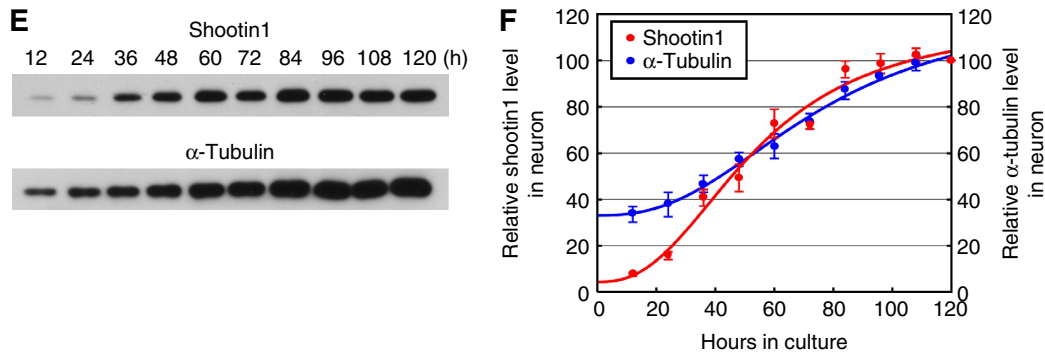 E
Shootin1
12 24 36 48 60 72 84 96 108 120 (h)
α-Tubulin
F
Relative shootin1 level
in neuron
120
100
80
60
40
20
0
Shootin1
α-Tubulin
120
100
80
60
40
20
0
Relative α-tubulin level
in neuron
0 20 40 60 80 100 120
Hours in culture